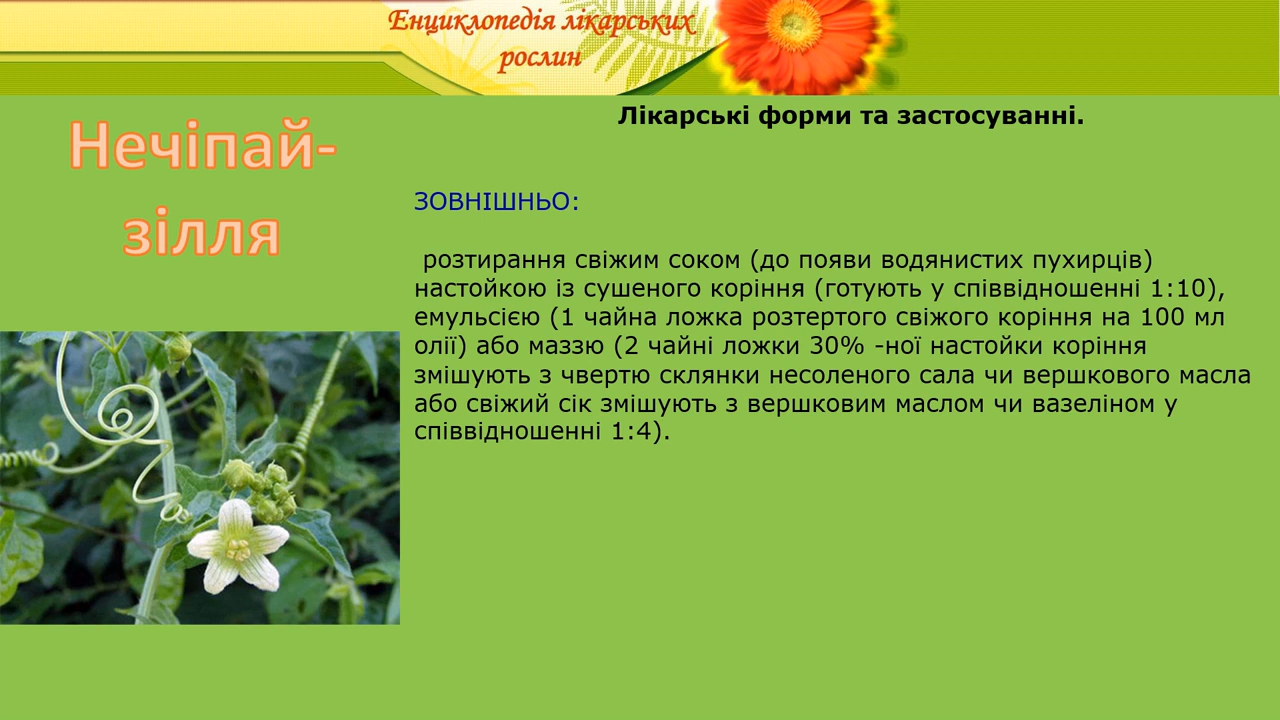 Енциклопедія лікарських
рослин
Нечіпай-
зілля
Лікарські форми та застосуванні.
ЗОВНІШНЬО:
розтирання свіжим соком (до появи водянистих пухирців)
настойкою із сушеного коріння (готують у співвідношенні 1:10),
емульсією (1 чайна ложка розтертого свіжого коріння на 100 мл
олії) або маззю (2 чайні ложки 30% -ної настойки коріння
змішують з чвертю склянки несоленого сала чи вершкового масла
або свіжий сік змішують з вершковим маслом чи вазеліном у
співвідношенні 1:4).